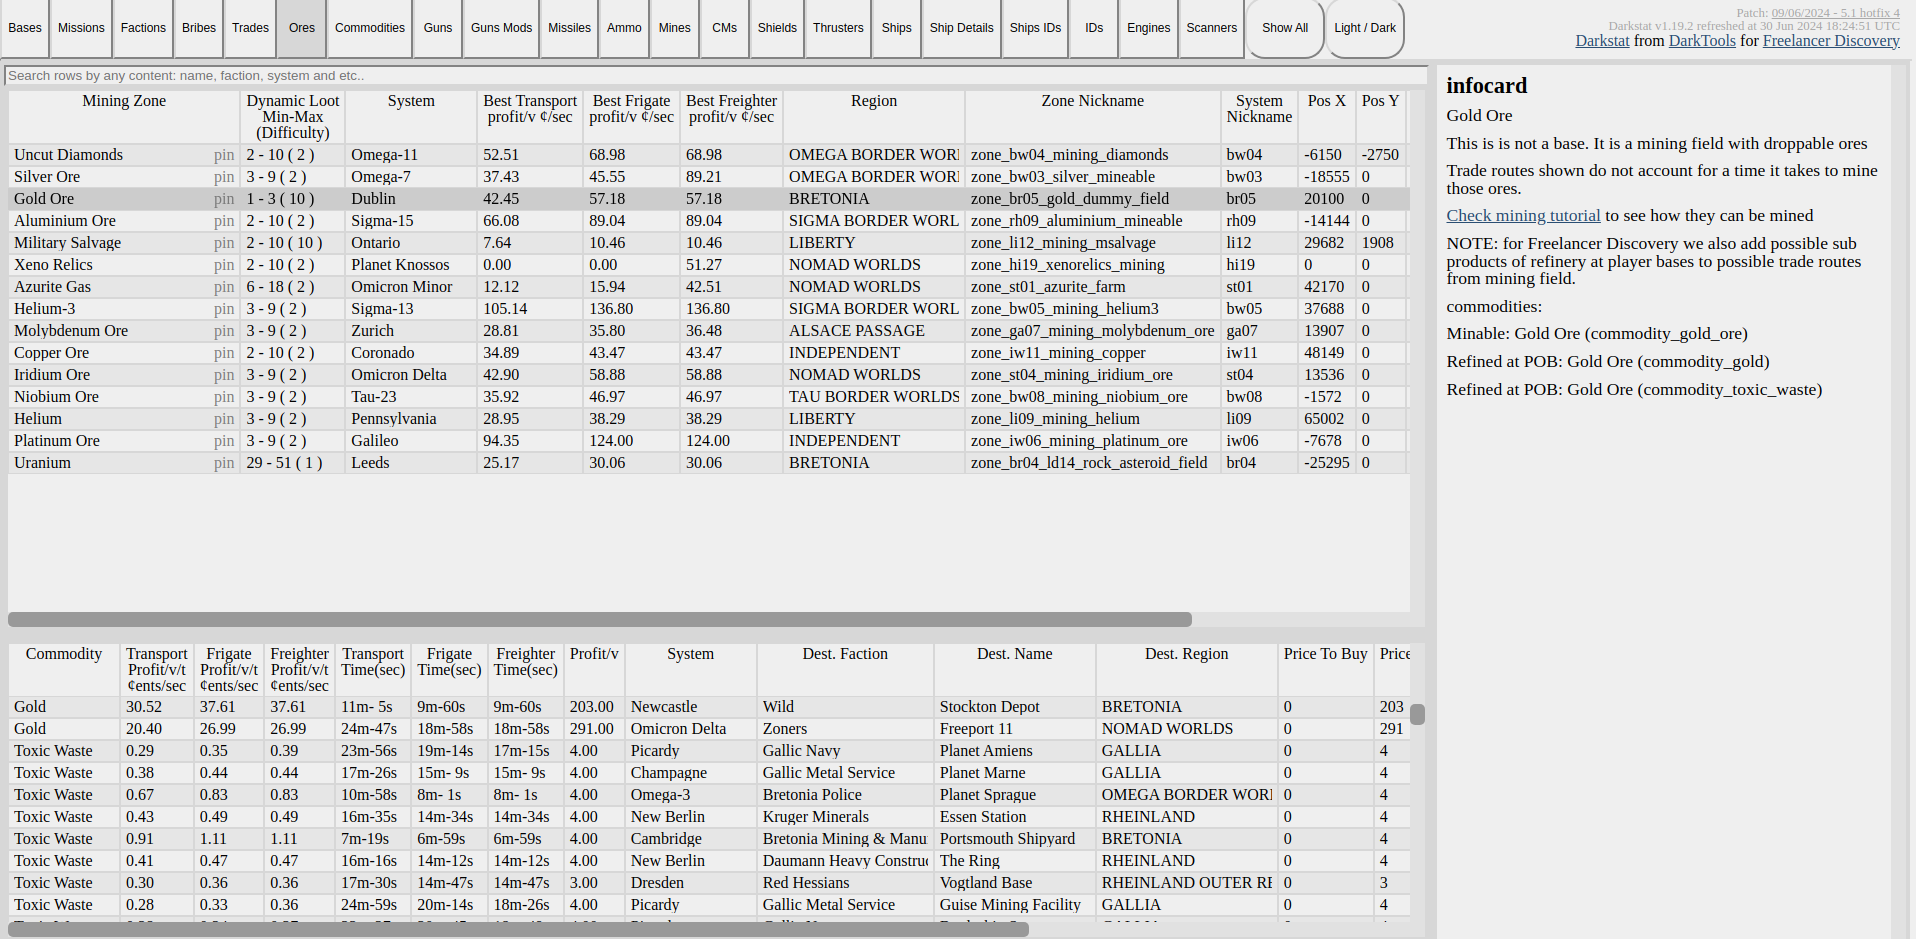 Bases Missions Factions Bribes Trades Ores Commodities Guns Guns Mods Missiles Ammo Mines CMs Shields Thrusters Ships Ship Details Ships IDs IDs Engines Scanners Show All Light / Dark
Patch: 09/06/2024 - 5.1 hotfix 4
Darkstat v1.19.2 refreshed at 30 Jun 2024 18:24:51 UTC
Darkstat from DarkTools for Freelancer Discovery
Search rows by any content: name, faction, system and etc..
Mining Zone Dynamic Loot Min-Max (Difficulty) System Best Transport profit/v ¢/sec Best Frigate profit/v ¢/sec Best Freighter profit/v ¢/sec Region Zone Nickname System Nickname Pos X Pos Y
Uncut Diamonds pin 2 - 10 ( 2 ) Omega-11 52.51 68.98 68.98 OMEGA BORDER WORL zone_bw04_mining_diamonds bw04 -6150 -2750
Silver Ore pin 3 - 9 ( 2 ) Omega-7 37.43 45.55 89.21 OMEGA BORDER WORL zone_bw03_silver_mineable bw03 -18555 0
Gold Ore pin 1 - 3 ( 10 ) Dublin 42.45 57.18 57.18 BRETONIA zone_br05_gold_dummy_field br05 20100 0
Aluminium Ore pin 2 - 10 ( 2 ) Sigma-15 66.08 89.04 89.04 SIGMA BORDER WORL zone_rh09_aluminium_mineable rh09 -14144 0
Military Salvage pin 2 - 10 ( 10 ) Ontario 7.64 10.46 10.46 LIBERTY zone_li12_mining_msalvage li12 29682 1908
Xeno Relics pin 2 - 10 ( 2 ) Planet Knossos 0.00 0.00 51.27 NOMAD WORLDS zone_hi19_xenorelics_mining hi19 0 0
Azurite Gas pin 6 - 18 ( 2 ) Omicron Minor 12.12 15.94 42.51 NOMAD WORLDS zone_st01_azurite_farm st01 42170 0
Helium-3 pin 3 - 9 ( 2 ) Sigma-13 105.14 136.80 136.80 SIGMA BORDER WORL zone_bw05_mining_helium3 bw05 37688 0
Molybdenum Ore pin 3 - 9 ( 2 ) Zurich 28.81 35.80 36.48 ALSACE PASSAGE zone_ga07_mining_molybdenum_ore ga07 13907 0
Copper Ore pin 2 - 10 ( 2 ) Coronado 34.89 43.47 43.47 INDEPENDENT zone_iw11_mining_copper iw11 48149 0
Iridium Ore pin 3 - 9 ( 2 ) Omicron Delta 42.90 58.88 58.88 NOMAD WORLDS zone_st04_mining_iridium_ore st04 13536 0
Niobium Ore pin 3 - 9 ( 2 ) Tau-23 35.92 46.97 46.97 TAU BORDER WORLDS zone_bw08_mining_niobium_ore bw08 -1572 0
Helium pin 3 - 9 ( 2 ) Pennsylvania 28.95 38.29 38.29 LIBERTY zone_li09_mining_helium li09 65002 0
Platinum Ore pin 3 - 9 ( 2 ) Galileo 94.35 124.00 124.00 INDEPENDENT zone_iw06_mining_platinum_ore iw06 -7678 0
Uranium pin 29 - 51 ( 1 ) Leeds 25.17 30.06 30.06 BRETONIA zone_br04_ld14_rock_asteroid_field br04 -25295 0
Commodity Transport Profit/v/t ¢ents/sec Frigate Profit/v/t ¢ents/sec Freighter Profit/v/t ¢ents/sec Transport Time(sec) Frigate Time(sec) Freighter Time(sec) Profit/v System Dest. Faction Dest. Name Dest. Region Price To Buy Price
Gold 30.52 37.61 37.61 11m- 5s 9m-60s 9m-60s 203.00 Newcastle Wild Stockton Depot BRETONIA 0 203
Gold 20.40 26.99 26.99 24m-47s 18m-58s 18m-58s 291.00 Omicron Delta Zoners Freeport 11 NOMAD WORLDS 0 291
Toxic Waste 0.29 0.35 0.39 23m-56s 19m-14s 17m-15s 4.00 Picardy Gallic Navy Planet Amiens GALLIA 0 4
Toxic Waste 0.38 0.44 0.44 17m-26s 15m- 9s 15m- 9s 4.00 Champagne Gallic Metal Service Planet Marne GALLIA 0 4
Toxic Waste 0.67 0.83 0.83 10m-58s 8m- 1s 8m- 1s 4.00 Omega-3 Bretonia Police Planet Sprague OMEGA BORDER WORL 0 4
Toxic Waste 0.43 0.49 0.49 16m-35s 14m-34s 14m-34s 4.00 New Berlin Kruger Minerals Essen Station RHEINLAND 0 4
Toxic Waste 0.91 1.11 1.11 7m-19s 6m-59s 6m-59s 4.00 Cambridge Bretonia Mining & Manu Portsmouth Shipyard BRETONIA 0 4
Toxic Waste 0.41 0.47 0.47 16m-16s 14m-12s 14m-12s 4.00 New Berlin Daumann Heavy Construc The Ring RHEINLAND 0 4
Toxic Waste 0.30 0.36 0.36 17m-30s 14m-47s 14m-47s 3.00 Dresden Red Hessians Vogtland Base RHEINLAND OUTER RE 0 3
Toxic Waste 0.28 0.33 0.36 24m-59s 20m-14s 18m-26s 4.00 Picardy Gallic Metal Service Guise Mining Facility GALLIA 0 4
infocard
Gold Ore
This is is not a base. It is a mining field with droppable ores
Trade routes shown do not account for a time it takes to mine
those ores.
Check mining tutorial to see how they can be mined
NOTE: for Freelancer Discovery we also add possible sub
products of refinery at player bases to possible trade routes
from mining field.
commodities:
Minable: Gold Ore (commodity_gold_ore)
Refined at POB: Gold Ore (commodity_gold)
Refined at POB: Gold Ore (commodity_toxic_waste)